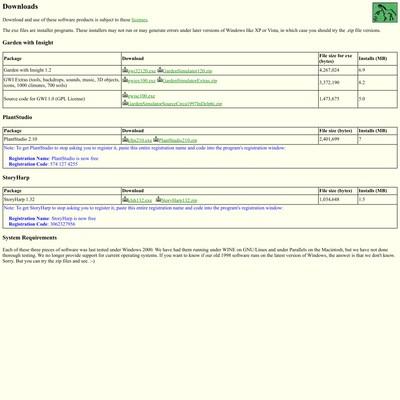 Downloads
Download and use of these software products is subject to these licenses.
The exe files are installer programs. These installers may not run or may generate errors under later versions of Windows like XP or Vista, in which case you should try the .zip file versions.
Garden with Insight
Package Download File size for exe (bytes) Installs (MB)
Garden with Insight 1.2 gwi32120.exe GardenSimulator120.zip 4,267,024 6.9
GWI Extras (tools, backdrops, sounds, music, 3D objects, icons, 1000 climates, 700 soils) gwiex100.exe GardenSimulatorExtras.zip 3,372,190 4.2
Source code for GWI 1.0 (GPL License) gwisc100.exe 1,473,675 5.0
GardenSimulatorSourceCirca1997InDelphi.zip
PlantStudio
Package Download File size (bytes) Installs (MB)
PlantStudio 2.10 PlantStudio210.zip 2,401,699 7
Note: To get PlantStudio to stop asking you to register it, paste this entire registration name and code into the program's registration window:
Registration Name: PlantStudio is now free
Registration Code: 574 127 4255
StoryHarp
Package Download File size (bytes) Installs (MB)
StoryHarp 1.32 StoryHarp132.zip 1,034,648 1.5
Note: To get StoryHarp to stop asking you to register it, paste this entire registration name and code into the program's registration window:
Registration Name: StoryHarp is now free
Registration Code: 3062327956
System Requirements
Each of these three pieces of software was last tested under Windows 2000. We have had them running under WINE on GNU/Linux and under Parallels on the Macintosh, but we have not done
thorough testing. We no longer provide support for current operating systems. If you want to know if our old 1998 software runs on the latest version of Windows, the answer is that we don't know.
Sorry. But you can try the zip files and see. :-)